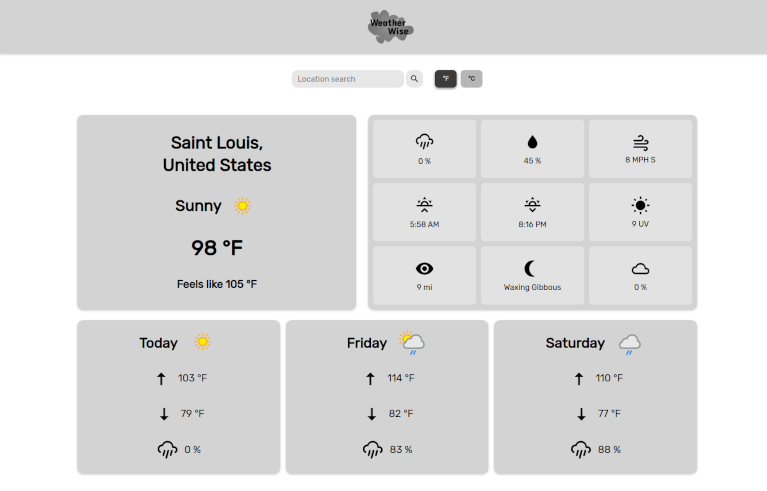 Weather
Wise
Location search
°F
°C
Saint Louis,
United States
Sunny
98 °F
Feels like 105 °F
0 %
45 %
8 MPH S
5:58 AM
8:16 PM
9 UV
9 mi
Waxing Gibbous
0 %
Today
103 °F
79 °F
0 %
Friday
114 °F
82 °F
83 %
Saturday
110 °F
77 °F
88 %